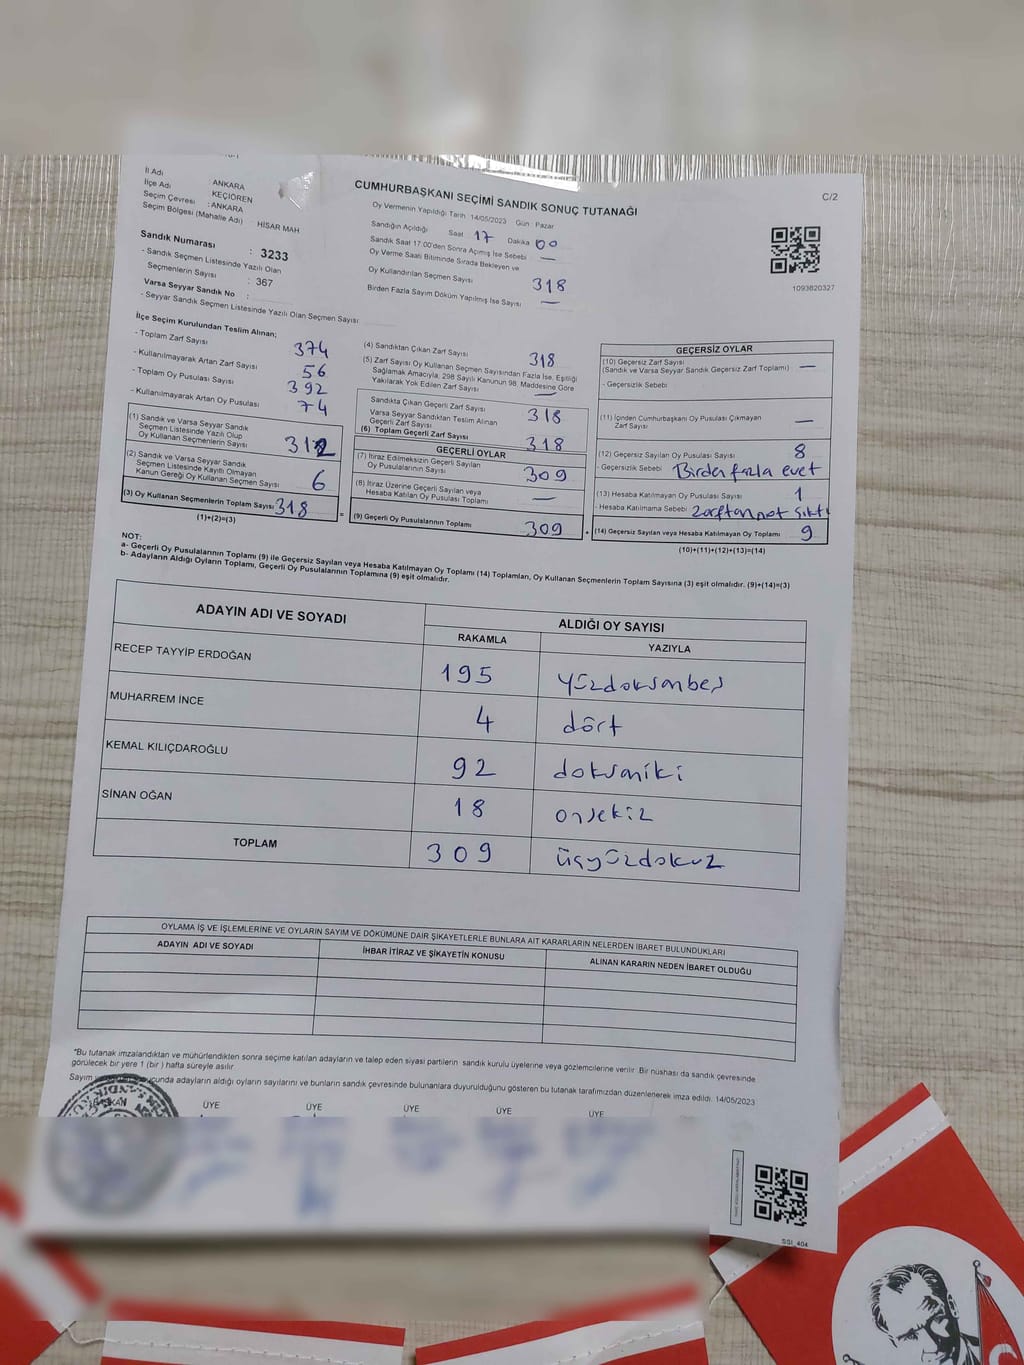 C/2
İl Adı : ANKARA
İlçe Adı : KEÇİÖREN
Seçim Çevresi : ANKARA
Seçim Bölgesi (Mahalle Adı) HİSAR MAH
Sandık Numarası : 3233
- Sandık Seçmen Listesinde Yazılı Olan
Seçmenlerin Sayısı : 367
Varsa Seyyar Sandık No :
- Seyyar Sandık Seçmen Listesinde Yazılı Olan Seçmen Sayısı
CUMHURBAŞKANI SEÇİMİ SANDIK SONUÇ TUTANAĞI
Oy Vermenin Yapıldığı Tarih 14/05/2023 Gün : Pazar
Sandığın Açıldığı Saat 17 Dakika 00
Sandık Saat 17:00'den Sonra Açımış İse Sebebi —
Oy Verme Saati Bitiminde Sırada Bekleyen ve
Oy Kullandırılan Seçmen Sayısı 318
Birden Fazla Sayım Döküm Yapılmış İse Sayısı —
1093820327
İlçe Seçim Kurulundan Teslim Alınan;
- Toplam Zarf Sayısı 374
- Kullanılmayarak Artan Zarf Sayısı 56
- Toplam Oy Pusulası Sayısı 392
- Kullanılmayarak Artan Oy Pusulası 74
(1) Sandık ve Varsa Seyyar Sandık
Seçmen Listesinde Yazılı Olup
Oy Kullanan Seçmenlerin Sayısı 312
(2) Sandık ve Varsa Seyyar Sandık
Seçmen Listesinde Kayıtlı Olmayan
Kanun Gereği Oy Kullanan Seçmen Sayısı 6
(3) Oy Kullanan Seçmenlerin Toplam Sayısı 318 =
(1)+(2)=(3)
(4) Sandıktan Çıkan Zarf Sayısı 318
(5) Zarf Sayısı Oy Kullanan Seçmen Sayısından Fazla İse, Eşitliği
Sağlamak Amacıyla, 298 Sayılı Kanunun 98. Maddesine Göre
Yakılarak Yok Edilen Zarf Sayısı —
Sandıkta Çıkan Geçerli Zarf Sayısı 318
Varsa Seyyar Sandıktan Teslim Alınan
Geçerli Zarf Sayısı
(6) Toplam Geçerli Zarf Sayısı 318
GEÇERLİ OYLAR
(7) İtiraz Edilmeksizin Geçerli Sayılan
Oy Pusulalarının Sayısı 309
(8) İtiraz Üzerine Geçerli Sayılan veya
Hesaba Katılan Oy Pusulası Toplamı —
(9) Geçerli Oy Pusulalarının Toplamı 309 +
GEÇERSİZ OYLAR
(10) Geçersiz Zarf Sayısı
(Sandık ve Varsa Seyyar Sandık Geçersiz Zarf Toplamı) —
- Geçersizlik Sebebi
(11) İçinden Cumhurbaşkanı Oy Pusulası Çıkmayan
Zarf Sayısı —
(12) Geçersiz Sayılan Oy Pusulası Sayısı 8
- Geçersizlik Sebebi Birden fazla evet
(13) Hesaba Katılmayan Oy Pusulası Sayısı 1
- Hesaba Katılmama Sebebi zarftan not çıktı
(14) Geçersiz Sayılan veya Hesaba Katılmayan Oy Toplamı 9
(10)+(11)+(12)+(13)=(14)
NOT:
a- Geçerli Oy Pusulalarının Toplamı (9) ile Geçersiz Sayılan veya Hesaba Katılmayan Oy Toplamı (14) Toplamları, Oy Kullanan Seçmenlerin Toplam Sayısına (3) eşit olmalıdır. (9)+(14)=(3)
b- Adayların Aldığı Oyların Toplamı, Geçerli Oy Pusulalarının Toplamına (9) eşit olmalıdır.
ADAYIN ADI VE SOYADI
ALDIĞI OY SAYISI
RAKAMLA YAZIYLA
RECEP TAYYİP ERDOĞAN 195 yüzdoksanbeş
MUHARREM İNCE 4 dört
KEMAL KILIÇDAROĞLU 92 doksaniki
SİNAN OĞAN 18 onsekiz
TOPLAM 309 üçyüzdokuz
OYLAMA İŞ VE İŞLEMLERİNE VE OYLARIN SAYIM VE DÖKÜMÜNE DAİR ŞİKAYETLERLE BUNLARA AİT KARARLARIN NELERDEN İBARET BULUNDUKLARI
ADAYIN ADI VE SOYADI İHBAR İTİRAZ VE ŞİKAYETİN KONUSU ALINAN KARARIN NEDEN İBARET OLDUĞU
"Bu tutanak imzalandıktan ve mühürlendikten sonra seçime katılan adayların ve talep eden siyasi partilerin sandık kurulu üyelerine veya gözlemcilerine verilir. Bir nüshası da sandık çevresinde
görülecek bir yere 1 (bir) hafta süreyle asılır.
Sayım ucunda adayların aldığı oyların sayılarını ve bunların sandık çevresinde bulunanlara duyurulduğunu gösteren bu tutanak tarafımızdan düzenlenerek imza edildi. 14/05/2023
BAŞKAN ÜYE ÜYE ÜYE ÜYE ÜYE
SSI_404